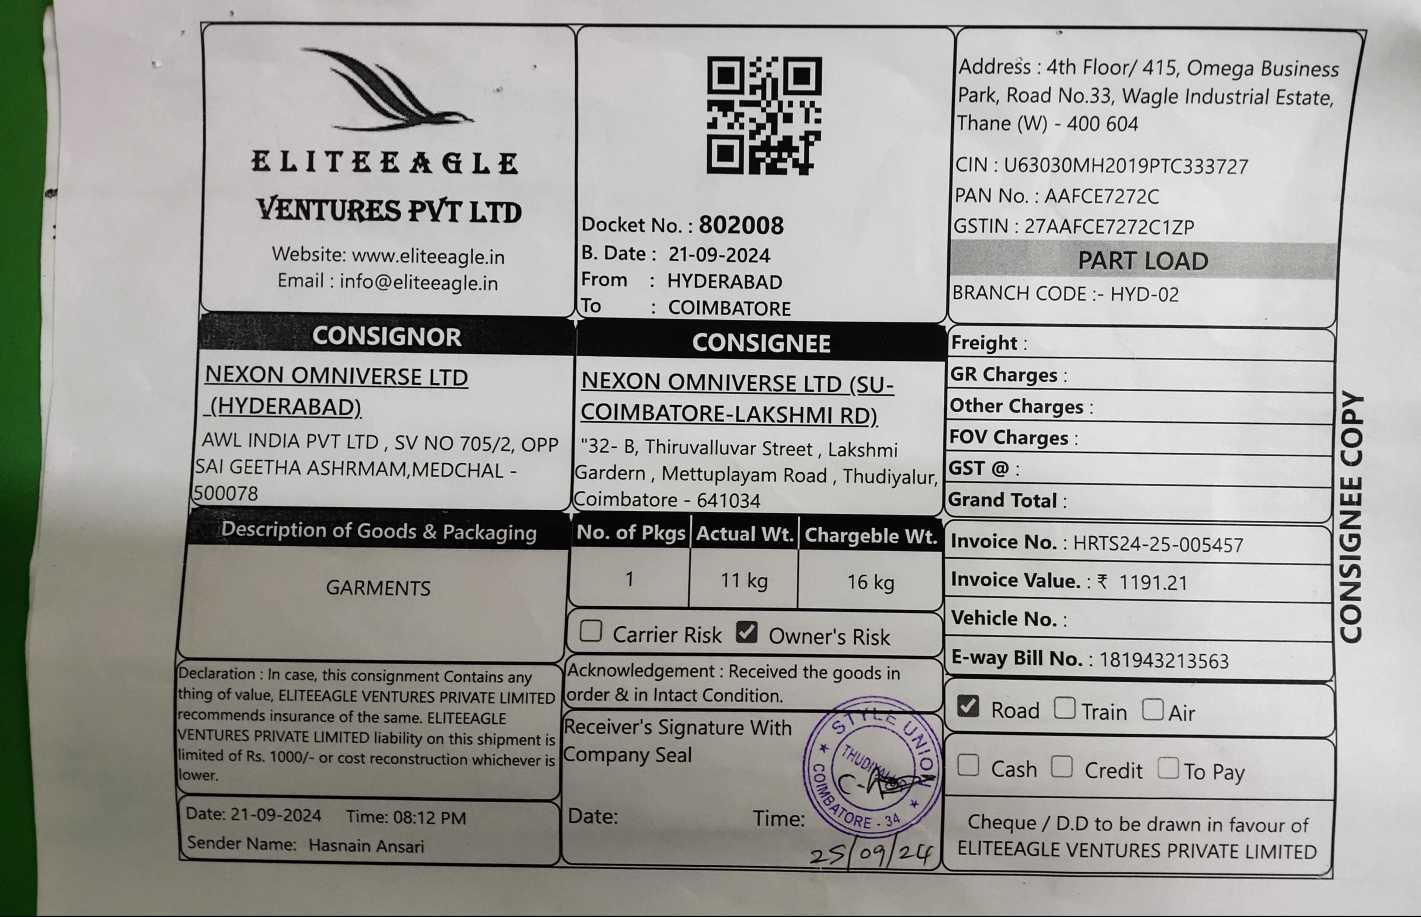 ELITEEAGLE
VENTURES PVT LTD
Website: www.eliteeagle.in
Email : info@eliteeagle.in
Docket No. : 802008
B. Date : 21-09-2024
From : HYDERABAD
To : COIMBATORE
Address : 4th Floor/ 415, Omega Business
Park, Road No.33, Wagle Industrial Estate,
Thane (W) - 400 604
CIN : U63030MH2019PTC333727
PAN No. : AAFCE7272C
GSTIN : 27AAFCE7272C1ZP
PART LOAD
BRANCH CODE :- HYD-02
CONSIGNOR
NEXON OMNIVERSE LTD
(HYDERABAD)
AWL INDIA PVT LTD , SV NO 705/2, OPP
SAI GEETHA ASHRMAM,MEDCHAL -
500078
CONSIGNEE
NEXON OMNIVERSE LTD (SU-
COIMBATORE-LAKSHMI RD)
"32- B, Thiruvalluvar Street , Lakshmi
Gardern , Mettuplayam Road , Thudiyalur,
Coimbatore - 641034
Freight :
GR Charges :
Other Charges :
FOV Charges :
GST @ :
Grand Total :
Description of Goods & Packaging
GARMENTS
No. of Pkgs Actual Wt. Chargeble Wt.
1 11 kg 16 kg
Carrier Risk Owner's Risk
Invoice No. : HRTS24-25-005457
Invoice Value. : ₹ 1191.21
Vehicle No. :
E-way Bill No. : 181943213563
Declaration : In case, this consignment Contains any
thing of value, ELITEEAGLE VENTURES PRIVATE LIMITED
recommends insurance of the same. ELITEEAGLE
VENTURES PRIVATE LIMITED liability on this shipment is
limited of Rs. 1000/- or cost reconstruction whichever is
lower.
Date: 21-09-2024 Time: 08:12 PM
Sender Name: Hasnain Ansari
Acknowledgement : Received the goods in
order & in Intact Condition.
Receiver's Signature With
Company Seal
STYLE UNION
COIMBATORE - 34
Date: Time:
25/09/24
Road Train Air
Cash Credit To Pay
Cheque / D.D to be drawn in favour of
ELITEEAGLE VENTURES PRIVATE LIMITED
CONSIGNEE COPY